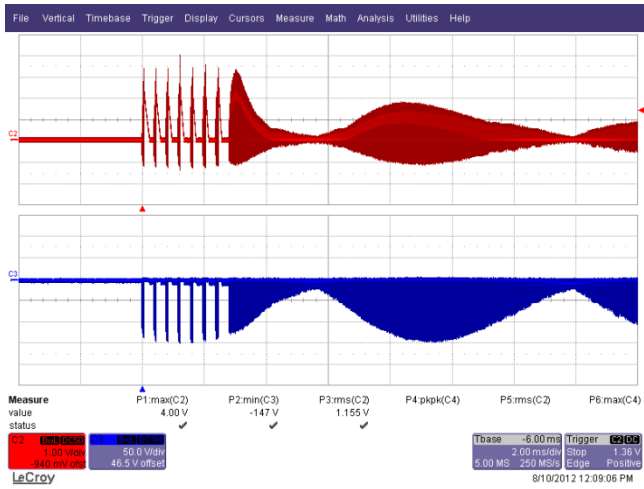 File Vertical Timebase Trigger Display Cursors Measure Math Analysis Utilities Help
C2
C3
Measure P1:max(C2) P2:min(C3) P3:rms(C2) P4:pkpk(C4) P5:rms(C2) P6:max(C4)
value 4.00 V -147 V 1.155 V
status
C2 BwL DC50
1.00 V/div
-940 mV ofst
C3
50.0 V/div
46.5 V offset
Tbase -6.00 ms
2.00 ms/div
5.00 MS 250 MS/s
Trigger C2 DC
Stop 1.36 V
Edge Positive
LeCroy
8/10/2012 12:09:06 PM